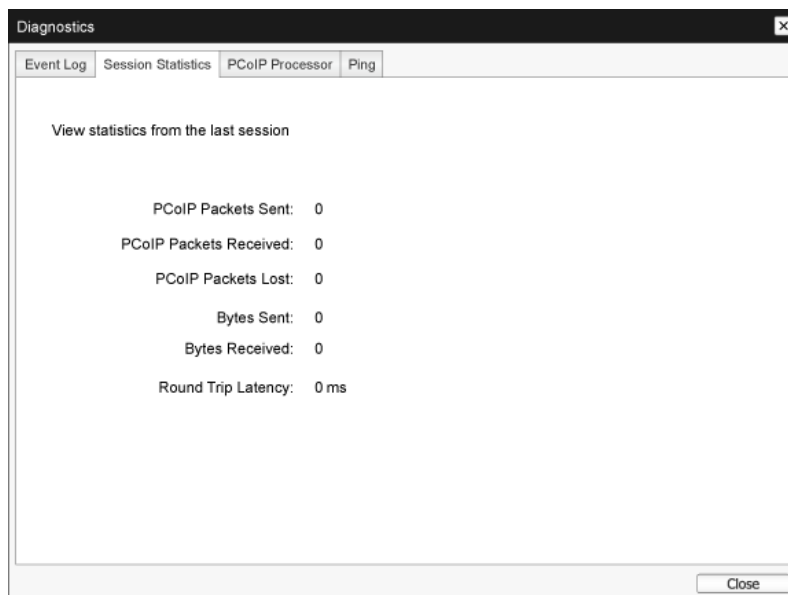 Diagnostics
Event Log Session Statistics PCoIP Processor Ping
View statistics from the last session
PCoIP Packets Sent: 0
PCoIP Packets Received: 0
PCoIP Packets Lost: 0
Bytes Sent: 0
Bytes Received: 0
Round Trip Latency: 0 ms
Close